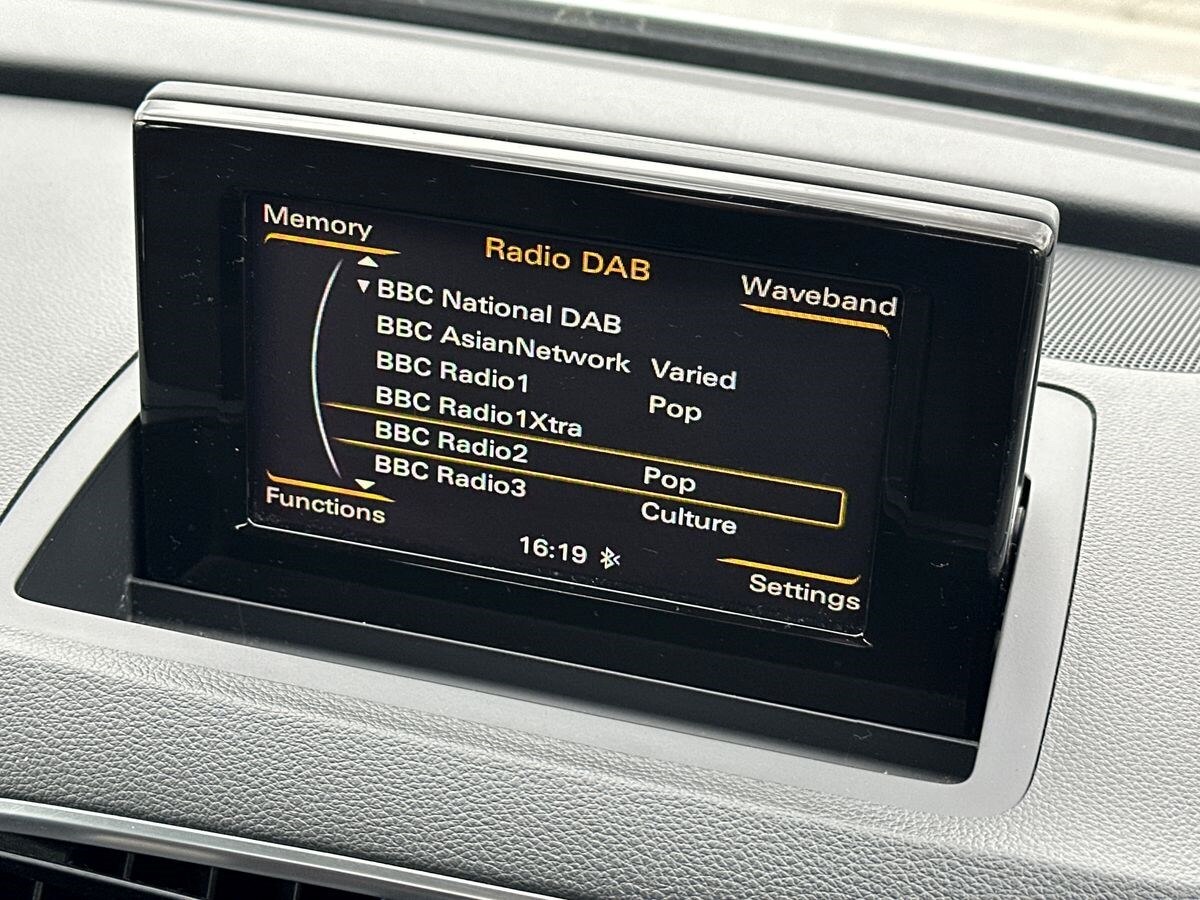 Memory
Radio DAB
Waveband
BBC National DAB
BBC AsianNetwork Varied
BBC Radio1 Pop
BBC Radio1Xtra
BBC Radio2 Pop
BBC Radio3 Culture
Functions
16:19
Settings